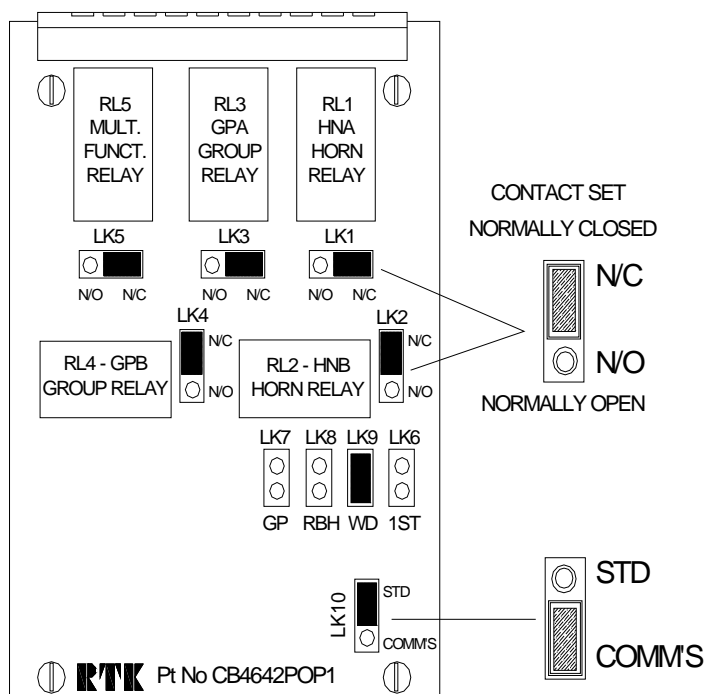 RL5
MULT.
FUNCT.
RELAY
RL3
GPA
GROUP
RELAY
RL1
HNA
HORN
RELAY
LK5
LK3
LK1
N/O N/C
N/O N/C
N/O N/C
CONTACT SET
NORMALLY CLOSED
N/C
N/O
NORMALLY OPEN
LK4
N/C
N/O
LK2
N/C
N/O
RL4 - GPB
GROUP RELAY
RL2 - HNB
HORN RELAY
LK7 LK8 LK9 LK6
GP RBH WD 1ST
LK10
STD
COMM'S
STD
COMM'S
RTK Pt No CB4642POP1